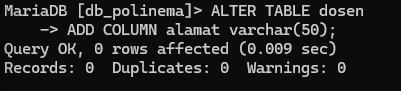 MariaDB [db_polinema]> ALTER TABLE dosen
    -> ADD COLUMN alamat varchar(50);
Query OK, 0 rows affected (0.009 sec)
Records: 0  Duplicates: 0  Warnings: 0